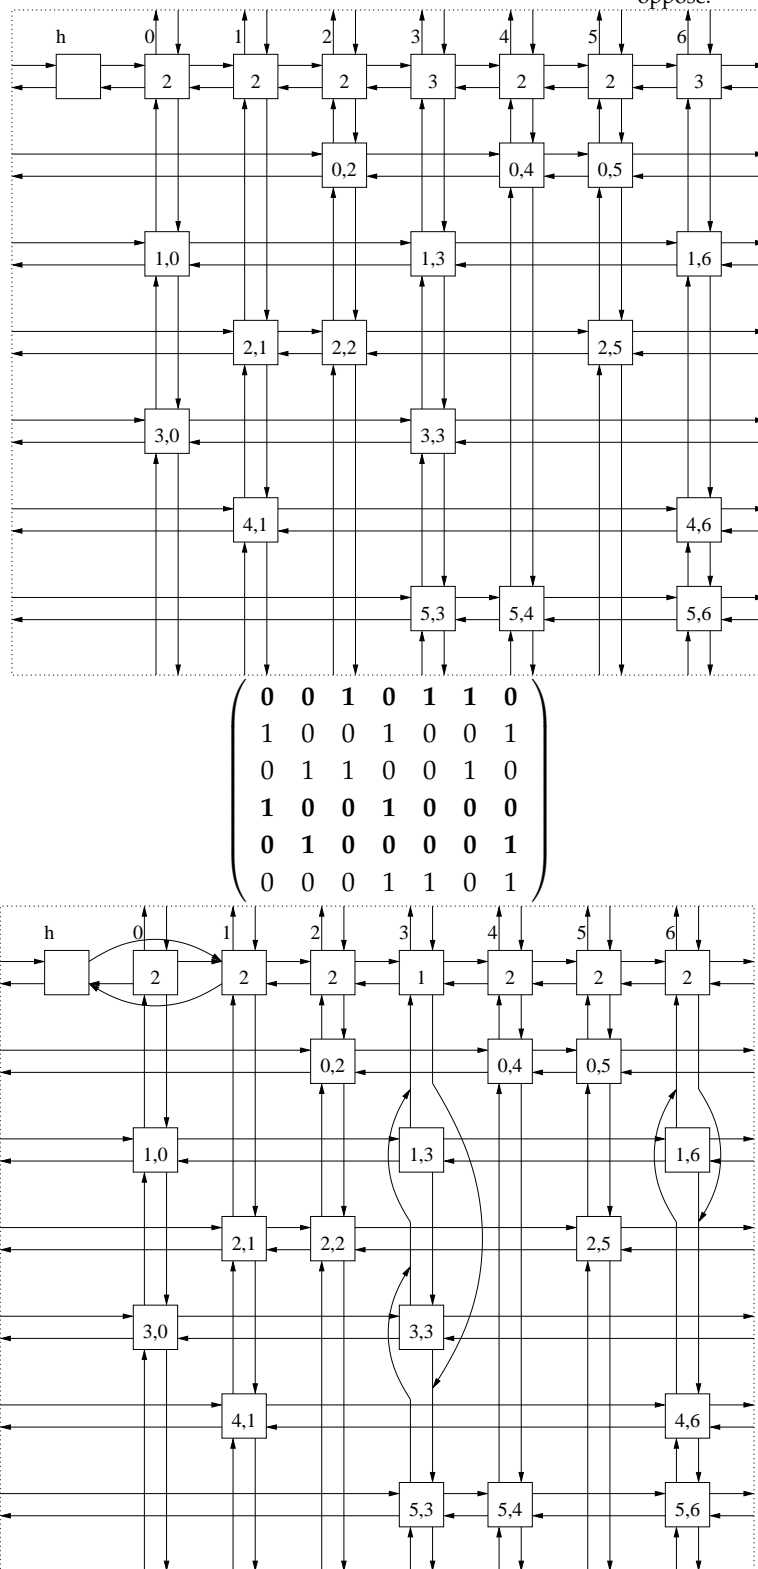 oppose.
h 0 1 2 3 4 5 6
2 2 2 3 2 2 3
0,2 0,4 0,5
1,0 1,3 1,6
2,1 2,2 2,5
3,0 3,3
4,1 4,6
5,3 5,4 5,6
0 0 1 0 1 1 0
1 0 0 1 0 0 1
0 1 1 0 0 1 0
1 0 0 1 0 0 0
0 1 0 0 0 0 1
0 0 0 1 1 0 1
h 0 1 2 3 4 5 6
2 2 2 1 2 2 2
0,2 0,4 0,5
1,0 1,3 1,6
2,1 2,2 2,5
3,0 3,3
4,1 4,6
5,3 5,4 5,6